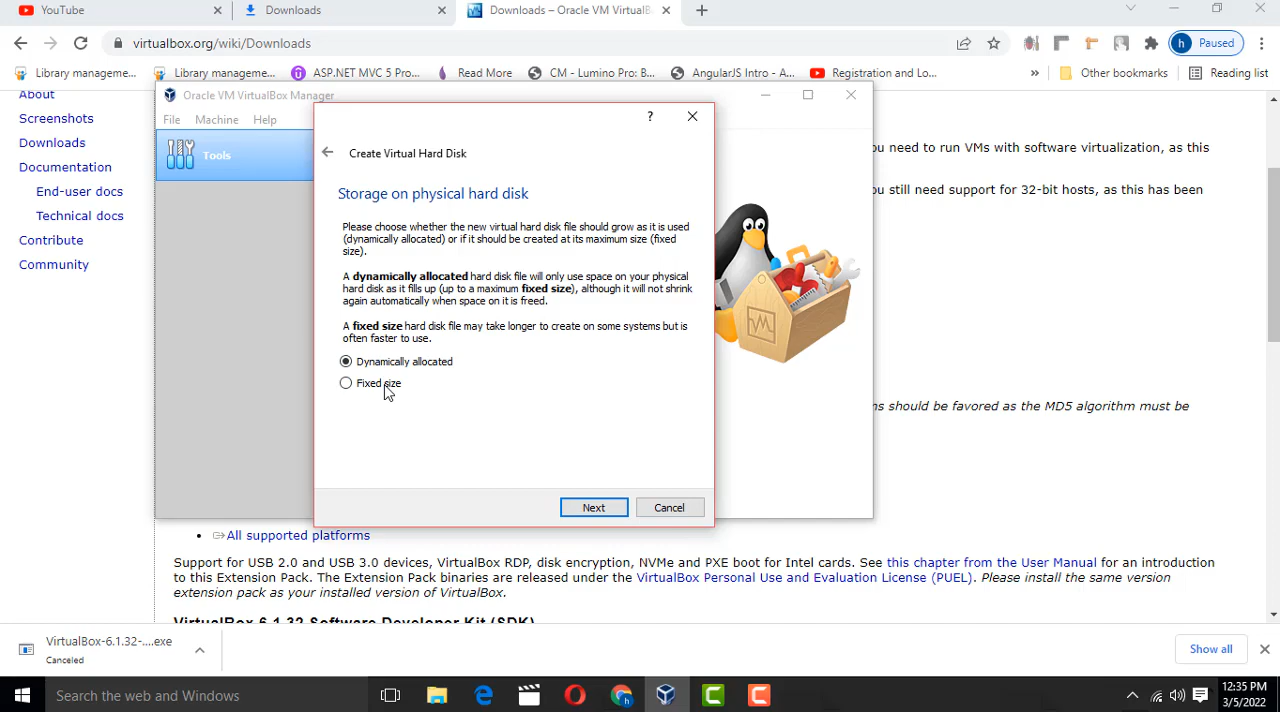 YouTube
Downloads
Downloads – Oracle VM VirtualB
virtualbox.org/wiki/Downloads
h Paused
Library manageme...
Library manageme...
ASP.NET MVC 5 Pro...
Read More
CM - Lumino Pro: B...
AngularJS Intro - A...
Registration and Lo...
»
Other bookmarks
Reading list
About
Screenshots
Downloads
Documentation
End-user docs
Technical docs
Contribute
Community
Oracle VM VirtualBox Manager
File Machine Help
Tools
?
Create Virtual Hard Disk
Storage on physical hard disk
Please choose whether the new virtual hard disk file should grow as it is used
(dynamically allocated) or if it should be created at its maximum size (fixed
size).
A dynamically allocated hard disk file will only use space on your physical
hard disk as it fills up (up to a maximum fixed size), although it will not shrink
again automatically when space on it is freed.
A fixed size hard disk file may take longer to create on some systems but is
often faster to use.
Dynamically allocated
Fixed size
Next
Cancel
ou need to run VMs with software virtualization, as this
ou still need support for 32-bit hosts, as this has been
ms should be favored as the MD5 algorithm must be
All supported platforms
Support for USB 2.0 and USB 3.0 devices, VirtualBox RDP, disk encryption, NVMe and PXE boot for Intel cards. See this chapter from the User Manual for an introduction
to this Extension Pack. The Extension Pack binaries are released under the VirtualBox Personal Use and Evaluation License (PUEL). Please install the same version
extension pack as your installed version of VirtualBox.
VirtualBox 6.1.32 Software Developer Kit (SDK)
VirtualBox-6.1.32-....exe
Canceled
Show all
Search the web and Windows
12:35 PM
3/5/2022